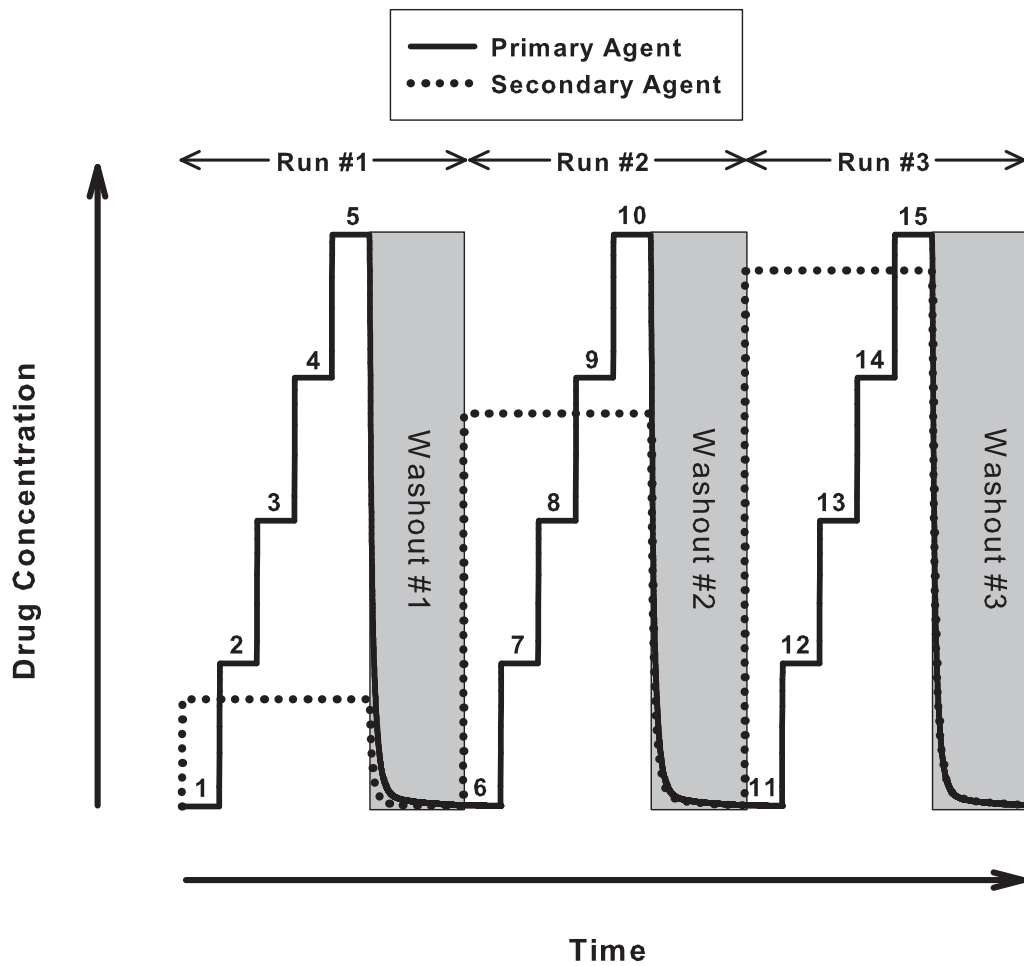 Primary Agent
Secondary Agent
Run #1
Run #2
Run #3
5
10
15
4
9
14
3
8
13
2
7
12
1
6
11
Washout #1
Washout #2
Washout #3
Drug Concentration
Time